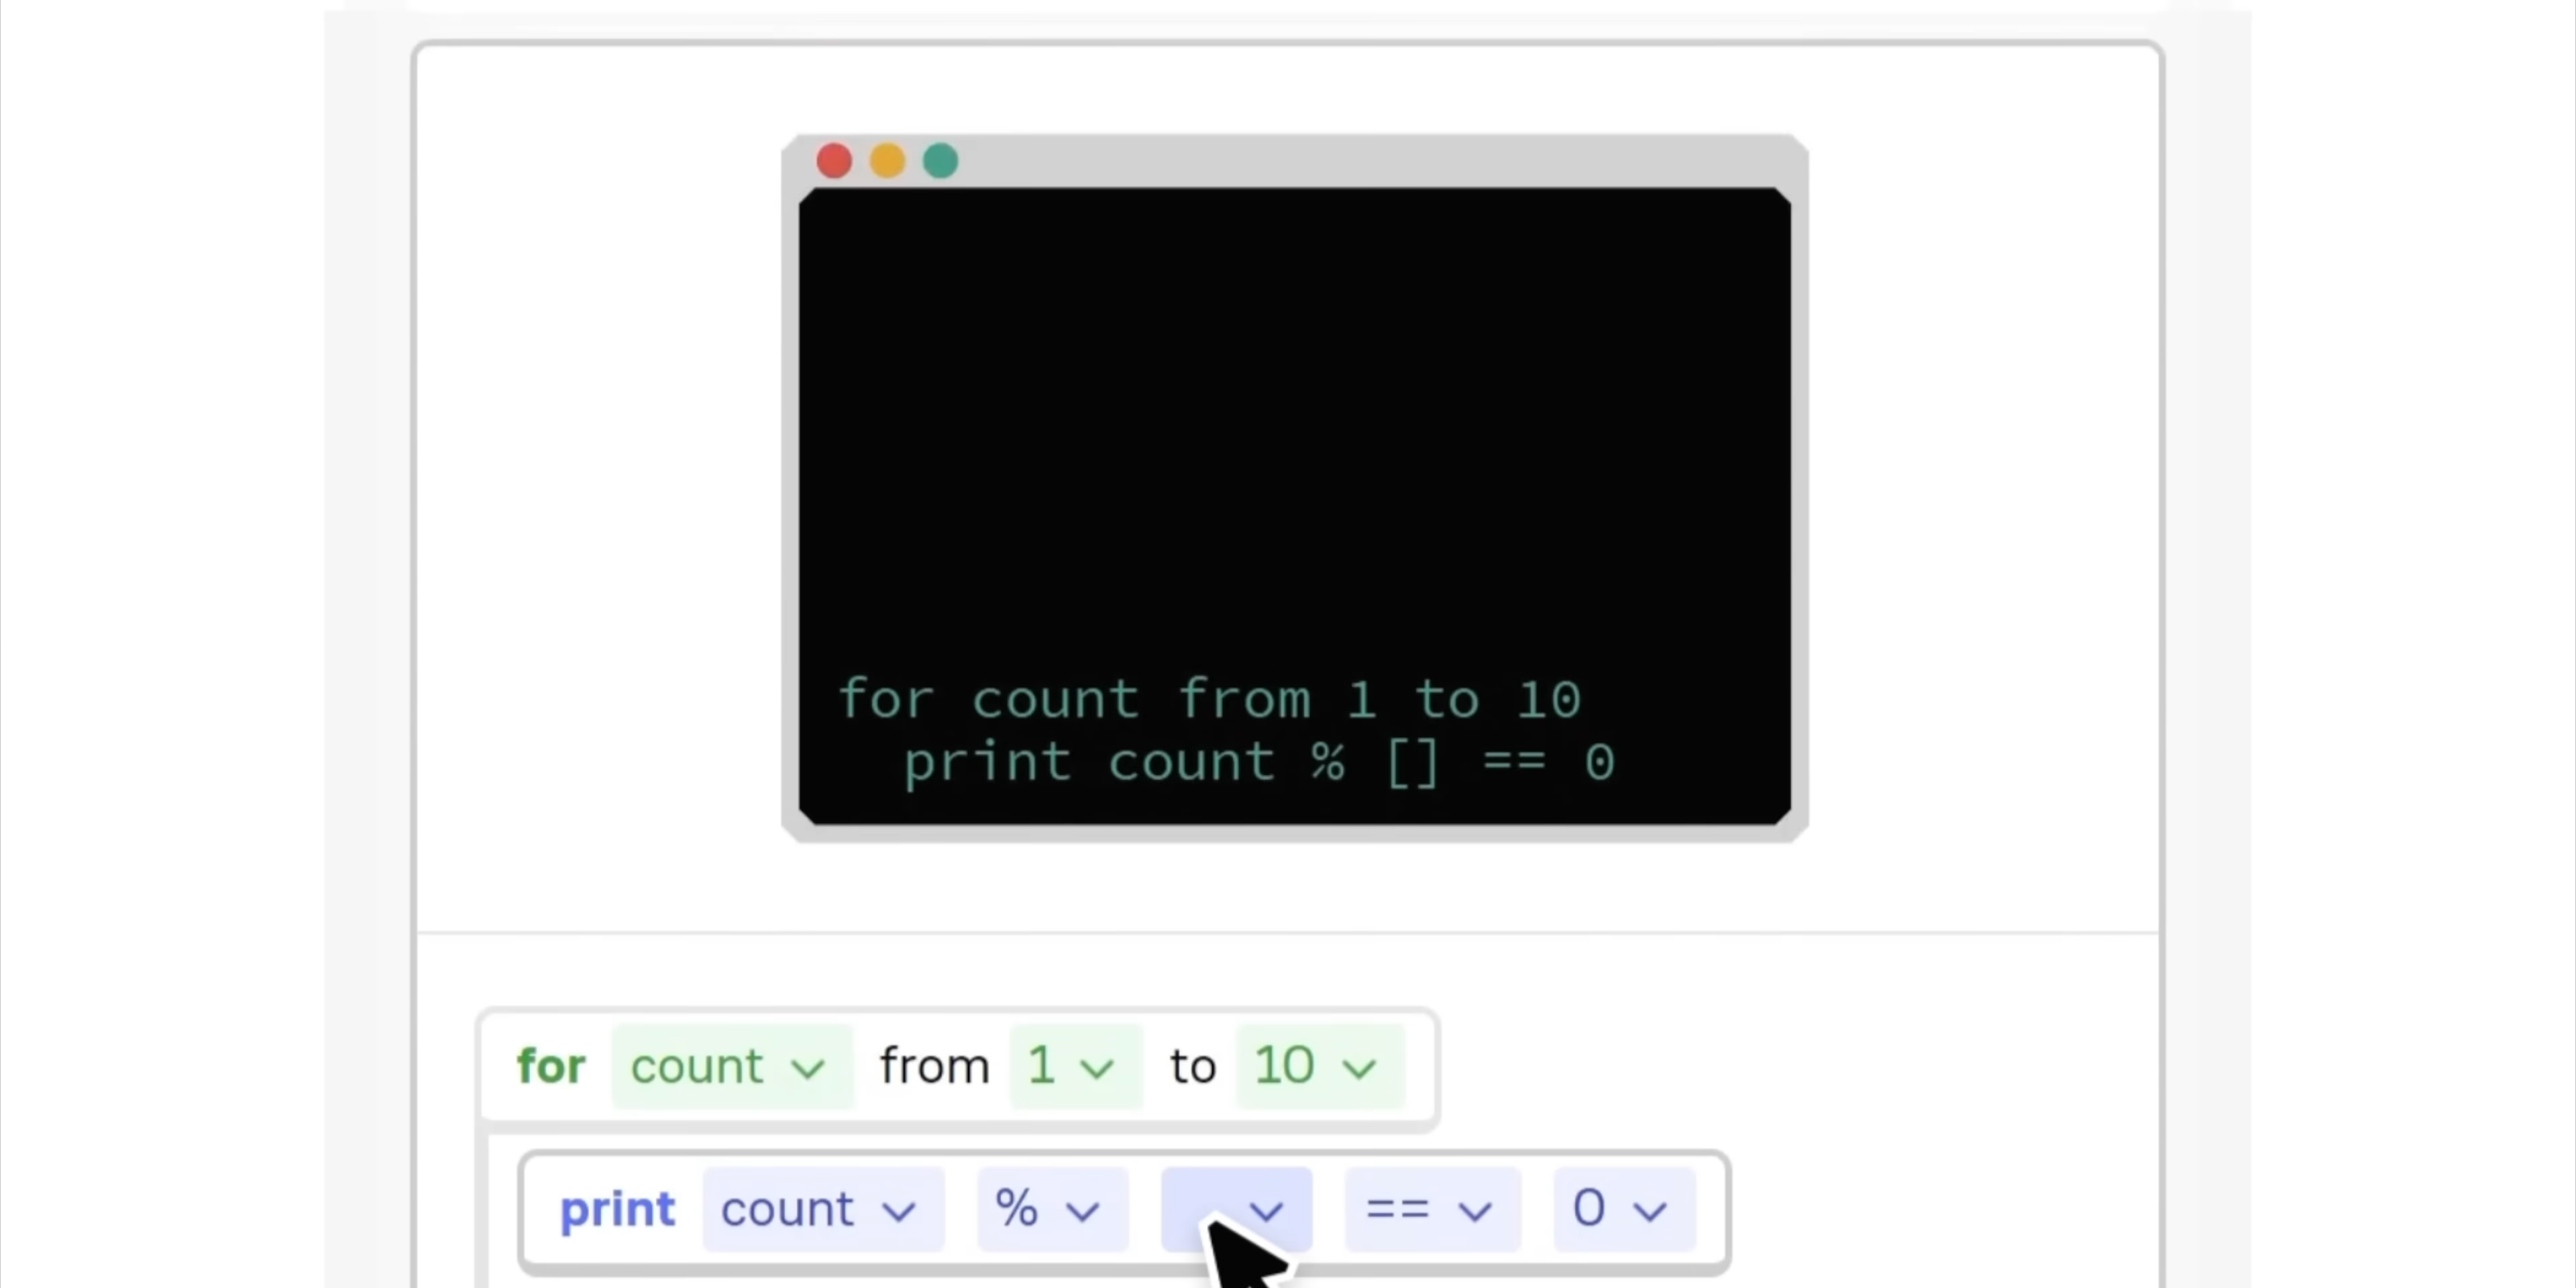 for count from 1 to 10
print count % [] == 0
for count from 1 to 10
print count % == 0